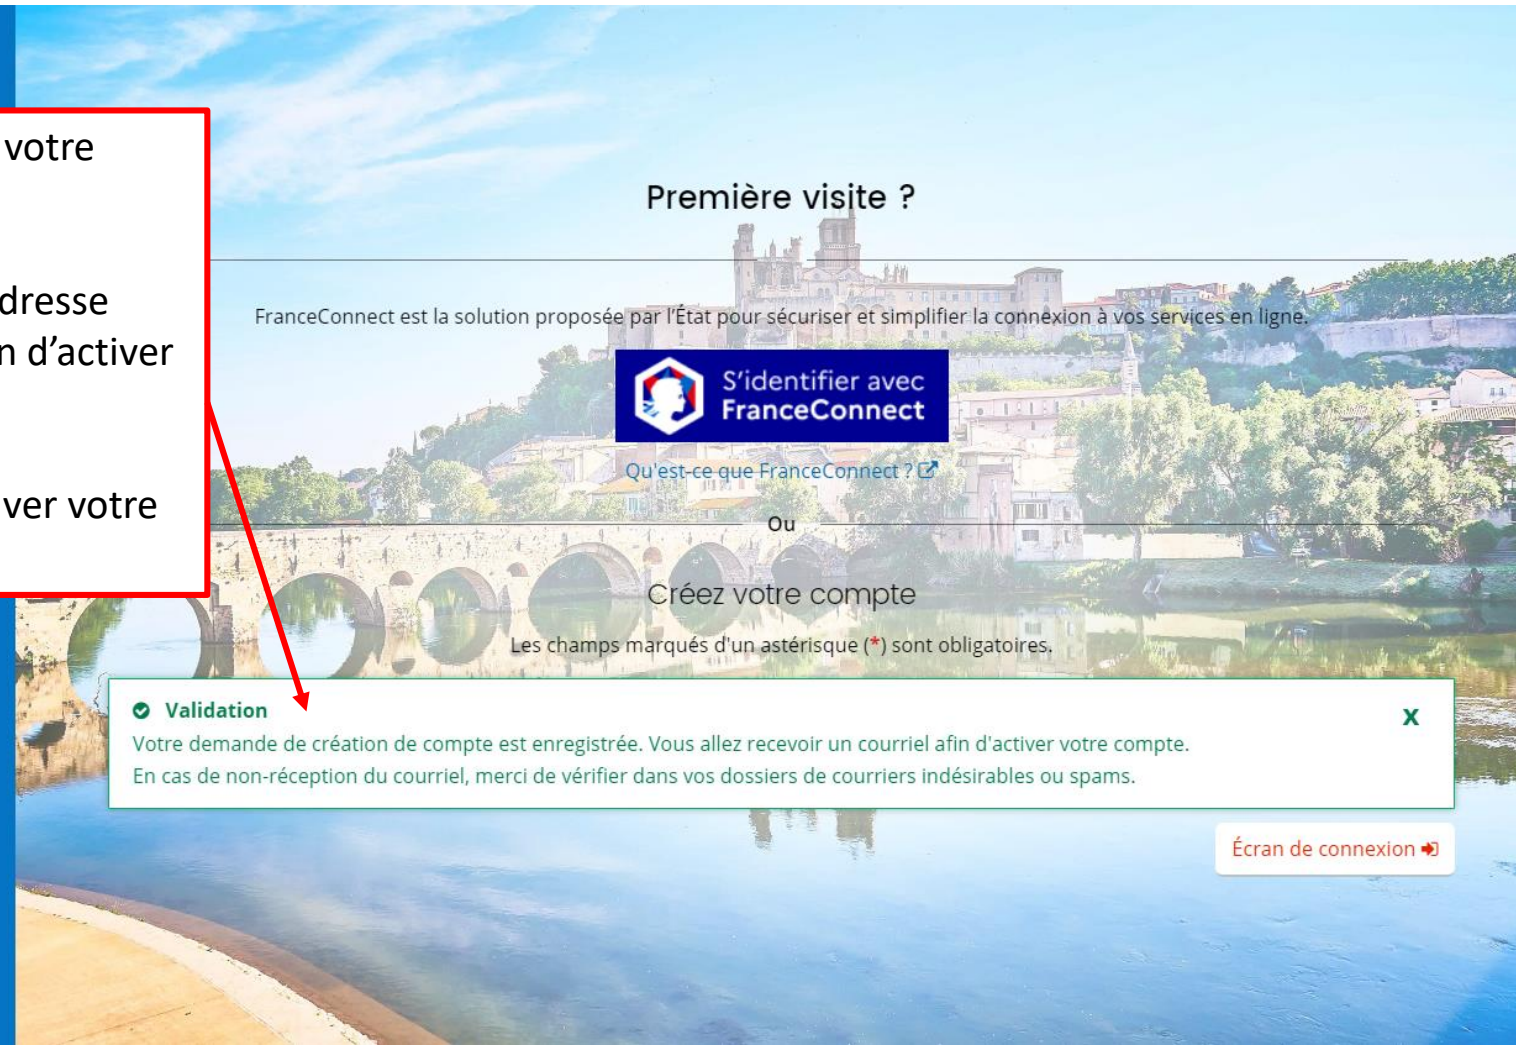 votre
dresse
n d’activer
ver votre
Première visite ?
FranceConnect est la solution proposée par l'État pour sécuriser et simplifier la connexion à vos services en ligne.
S'identifier avec
FranceConnect
Qu'est-ce que FranceConnect ?
Ou
Créez votre compte
Les champs marqués d'un astérisque (*) sont obligatoires.
Validation
X
Votre demande de création de compte est enregistrée. Vous allez recevoir un courriel afin d'activer votre compte.
En cas de non-réception du courriel, merci de vérifier dans vos dossiers de courriers indésirables ou spams.
Écran de connexion